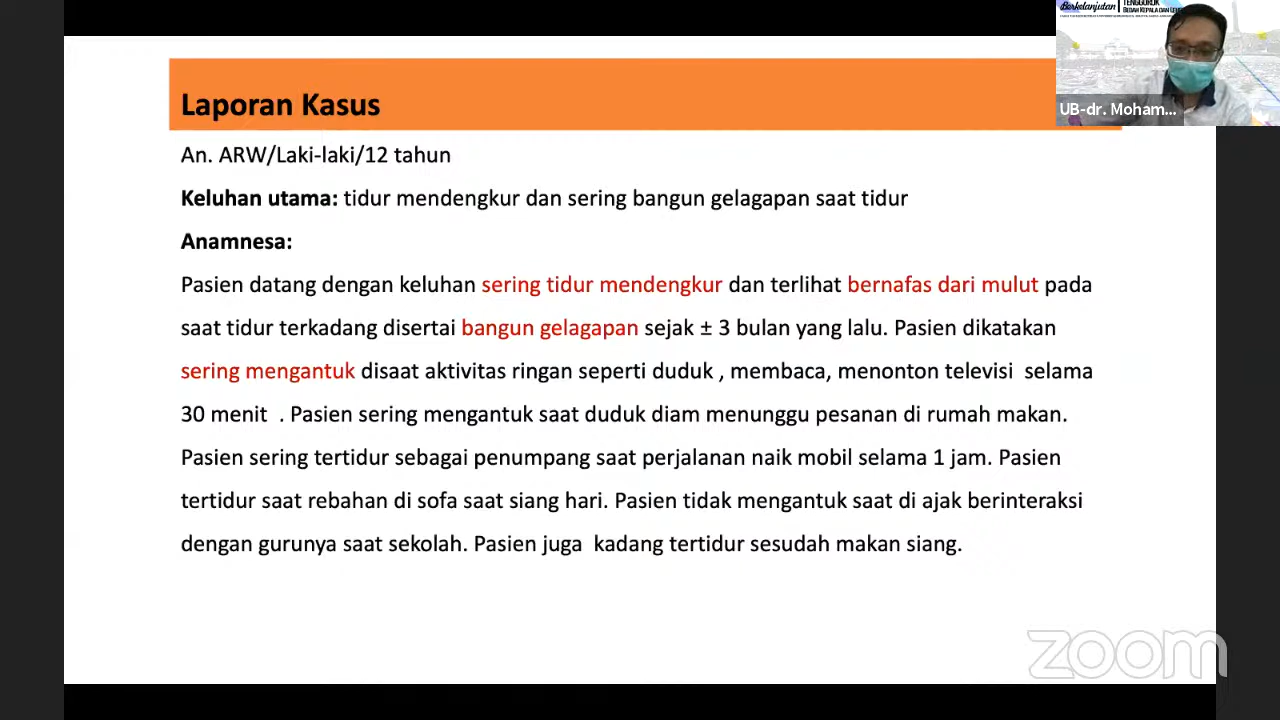 Berkelanjutan
TENGGOROK
Laporan Kasus
UB-dr. Moham...
An. ARW/Laki-laki/12 tahun
Keluhan utama: tidur mendengkur dan sering bangun gelagapan saat tidur
Anamnesa:
Pasien datang dengan keluhan sering tidur mendengkur dan terlihat bernafas dari mulut pada
saat tidur terkadang disertai bangun gelagapan sejak ± 3 bulan yang lalu. Pasien dikatakan
sering mengantuk disaat aktivitas ringan seperti duduk , membaca, menonton televisi selama
30 menit . Pasien sering mengantuk saat duduk diam menunggu pesanan di rumah makan.
Pasien sering tertidur sebagai penumpang saat perjalanan naik mobil selama 1 jam. Pasien
tertidur saat rebahan di sofa saat siang hari. Pasien tidak mengantuk saat di ajak berinteraksi
dengan gurunya saat sekolah. Pasien juga kadang tertidur sesudah makan siang.
zoom